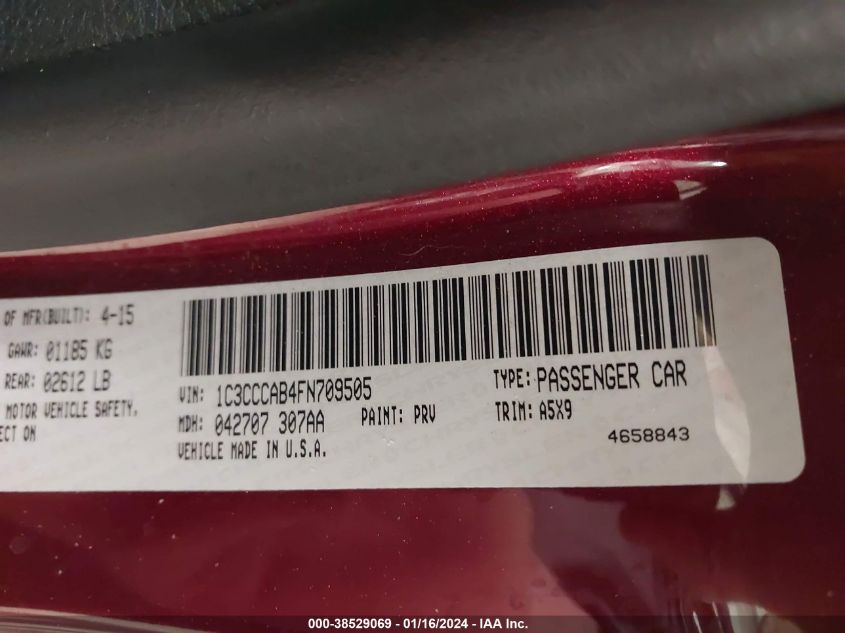 OF MFR(BUILT): 4-15
GAWR: 01185 KG
REAR: 02612 LB
MOTOR VEHICLE SAFETY,
ECT ON
VIN: 1C3CCCAB4FN709505
TYPE: PASSENGER CAR
MDH: 042707 307AA
PAINT: PRV
TRIM: A5X9
VEHICLE MADE IN U.S.A.
4658843
000-38529069 - 01/16/2024 - IAA Inc.